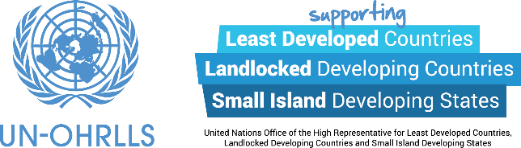 UN-OHRLLS
supporting
Least Developed Countries
Landlocked Developing Countries
Small Island Developing States
United Nations Office of the High Representative for Least Developed Countries,
Landlocked Developing Countries and Small Island Developing States